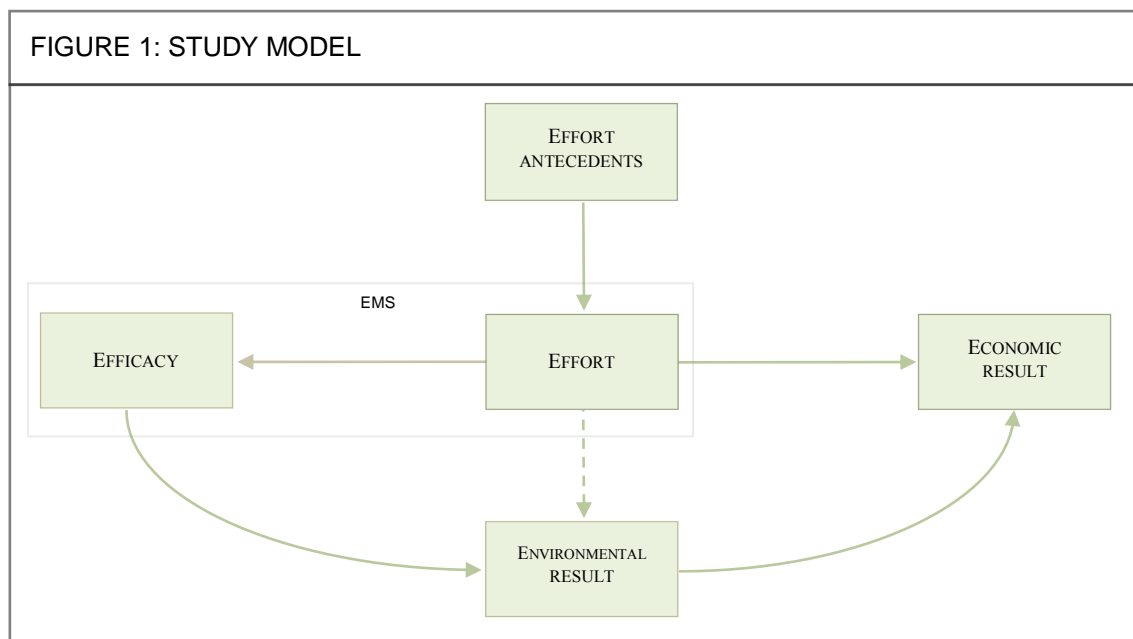 FIGURE 1: STUDY MODEL
EFFORT
ANTECEDENTS
EMS
EFFICACY
EFFORT
ECONOMIC
RESULT
ENVIRONMENTAL
RESULT